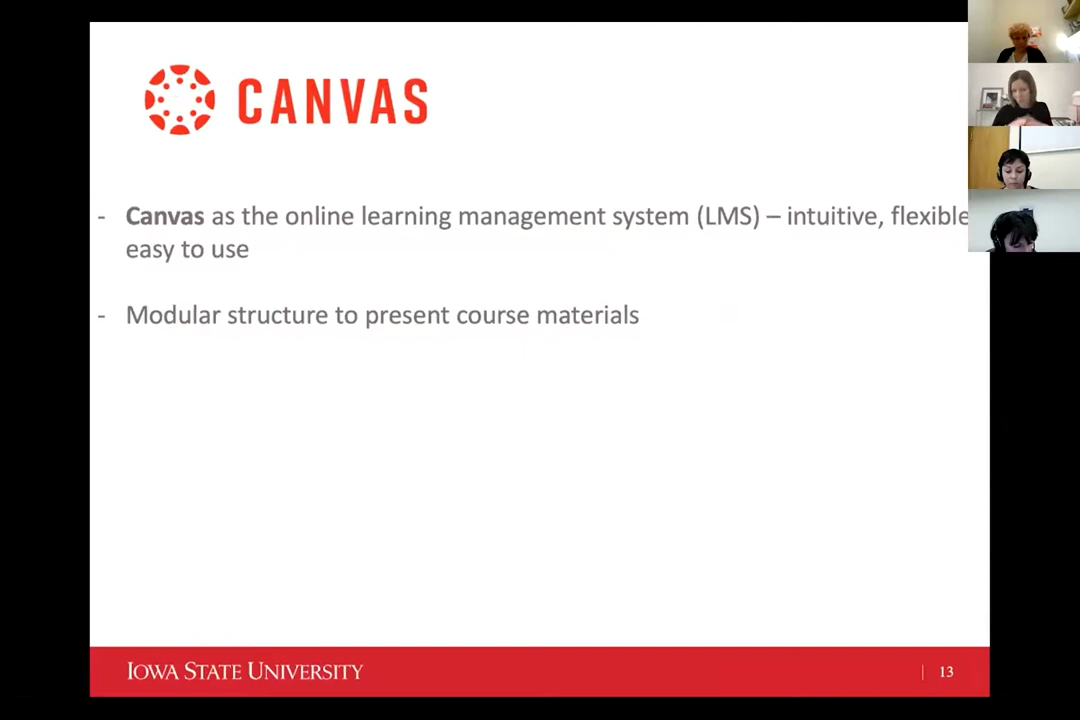 CANVAS
- Canvas as the online learning management system (LMS) – intuitive, flexible
easy to use
- Modular structure to present course materials
IOWA STATE UNIVERSITY
| 13